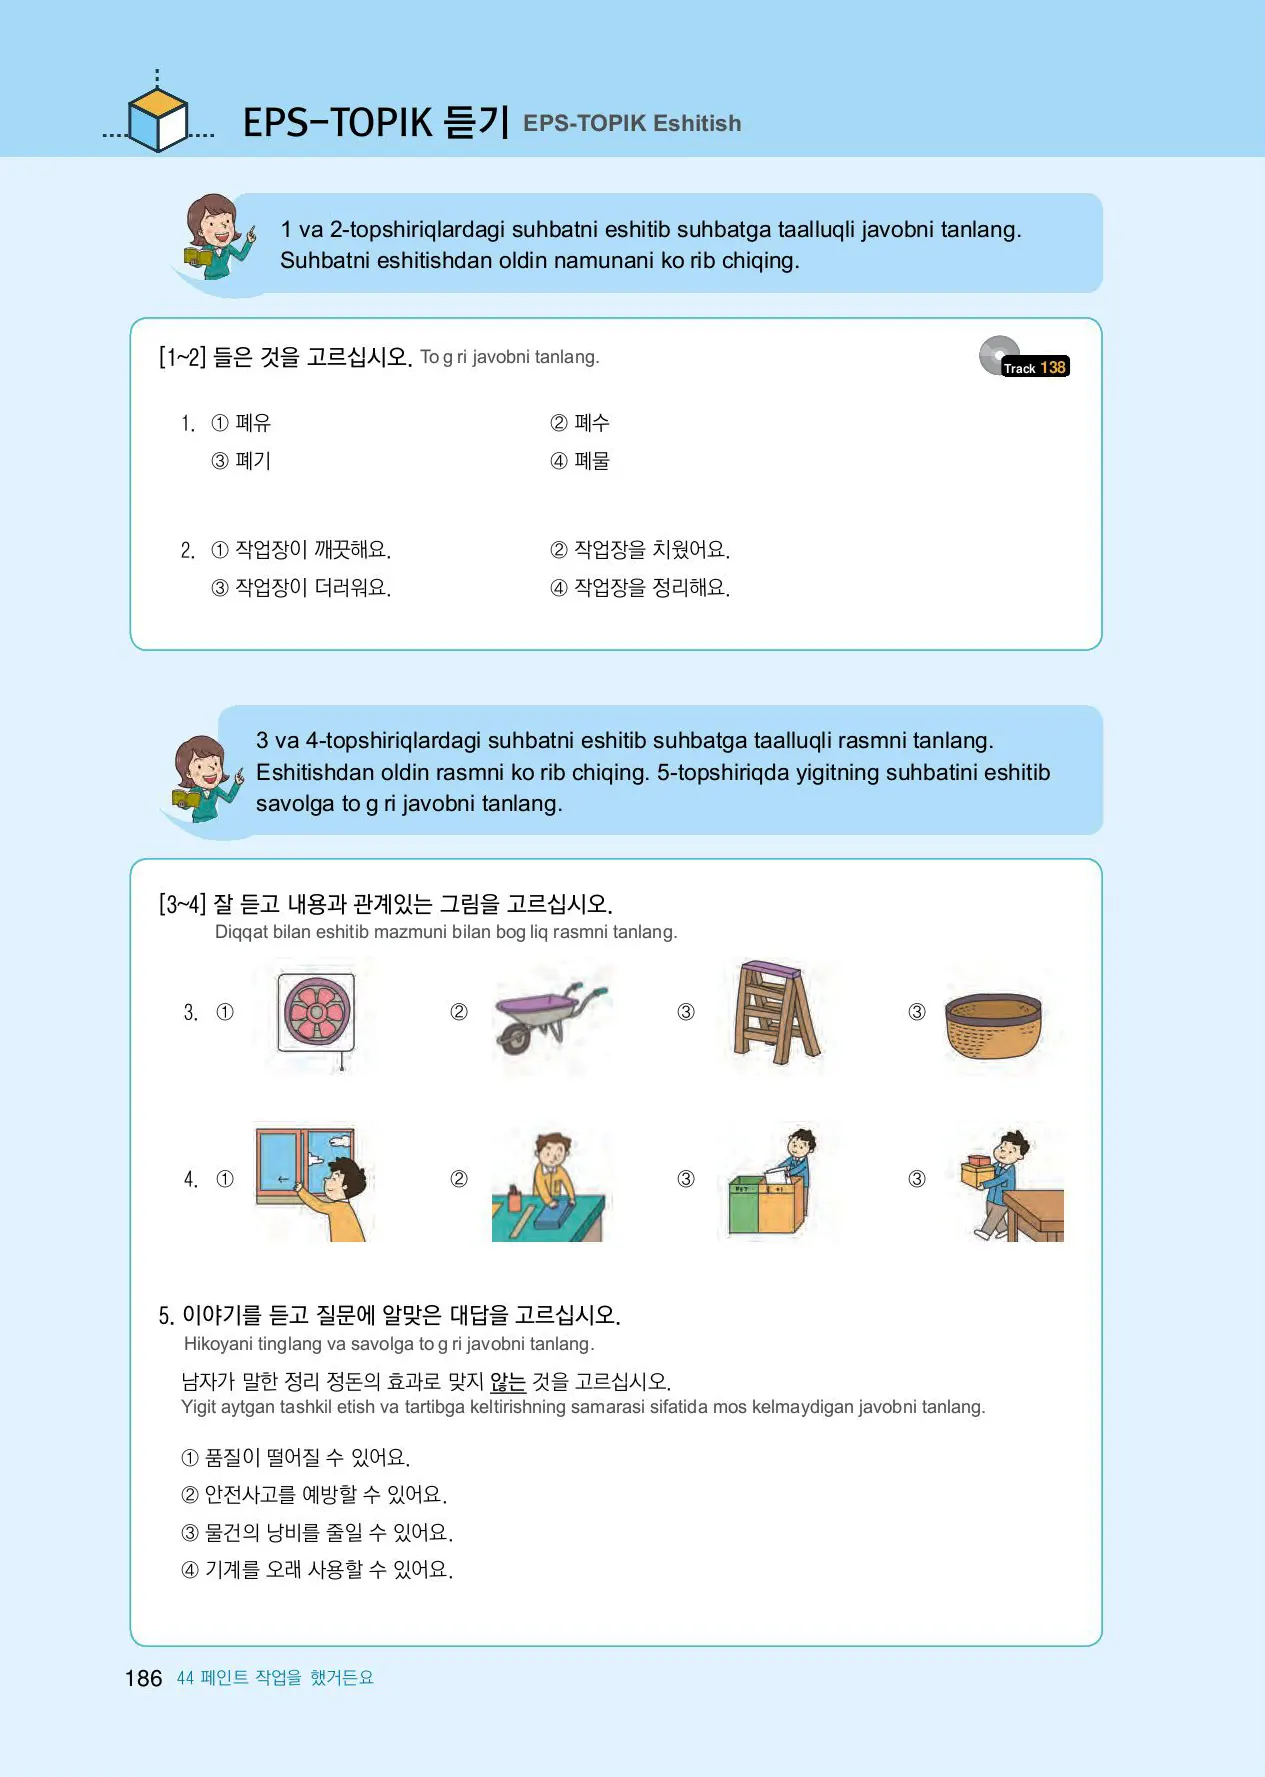 EPS-TOPIK 듣기 EPS-TOPIK Eshitish
1 va 2-topshiriqlardagi suhbatni eshitib suhbatga taalluqli javobni tanlang.
Suhbatni eshitishdan oldin namunani ko rib chiqing.
[1~2] 들은 것을 고르십시오. To g ri javobni tanlang.
Track 138
1. ① 폐유 ② 폐수
③ 폐기 ④ 폐물
2. ① 작업장이 깨끗해요. ② 작업장을 치웠어요.
③ 작업장이 더러워요. ④ 작업장을 정리해요.
3 va 4-topshiriqlardagi suhbatni eshitib suhbatga taalluqli rasmni tanlang.
Eshitishdan oldin rasmni ko rib chiqing. 5-topshiriqda yigitning suhbatini eshitib
savolga to g ri javobni tanlang.
[3~4] 잘 듣고 내용과 관계있는 그림을 고르십시오.
Diqqat bilan eshitib mazmuni bilan bog liq rasmni tanlang.
3. ① ② ③ ③
4. ① ② ③ ③
5. 이야기를 듣고 질문에 알맞은 대답을 고르십시오.
Hikoyani tinglang va savolga to g ri javobni tanlang.
남자가 말한 정리 정돈의 효과로 맞지 않는 것을 고르십시오.
Yigit aytgan tashkil etish va tartibga keltirishning samarasi sifatida mos kelmaydigan javobni tanlang.
① 품질이 떨어질 수 있어요.
② 안전사고를 예방할 수 있어요.
③ 물건의 낭비를 줄일 수 있어요.
④ 기계를 오래 사용할 수 있어요.
186 44 페인트 작업을 했거든요